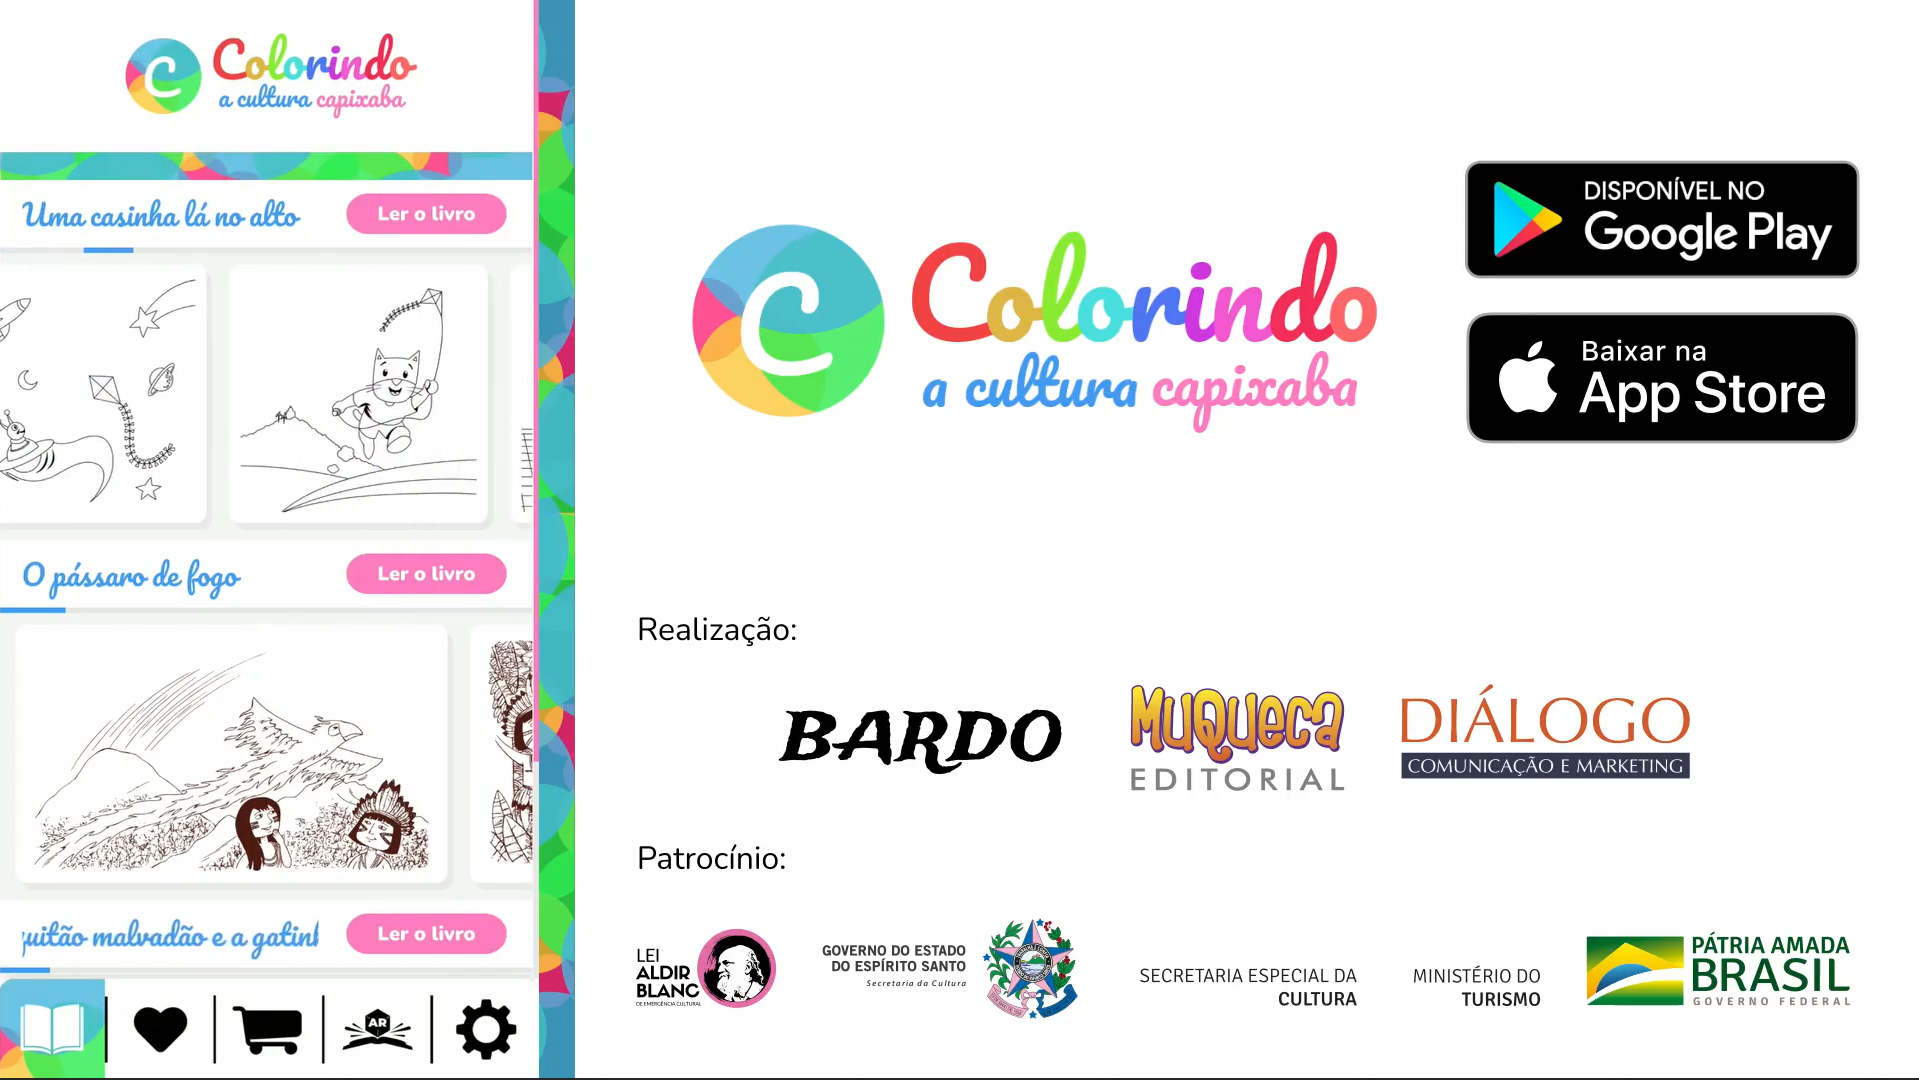 C
Colorindo
a cultura capixaba
Uma casinha lá no alto
Ler o livro
O pássaro de fogo
Ler o livro
uitão malvadão e a gatinh
Ler o livro
AR
C
Colorindo
a cultura capixaba
DISPONÍVEL NO
Google Play
Baixar na
App Store
Realização:
BARDO
MUQUECA
EDITORIAL
DIÁLOGO
COMUNICAÇÃO E MARKETING
Patrocínio:
LEI
ALDIR
BLANC
DE EMERGÊNCIA CULTURAL
GOVERNO DO ESTADO
DO ESPÍRITO SANTO
Secretaria da Cultura
SECRETARIA ESPECIAL DA
CULTURA
MINISTÉRIO DO
TURISMO
PÁTRIA AMADA
BRASIL
GOVERNO FEDERAL